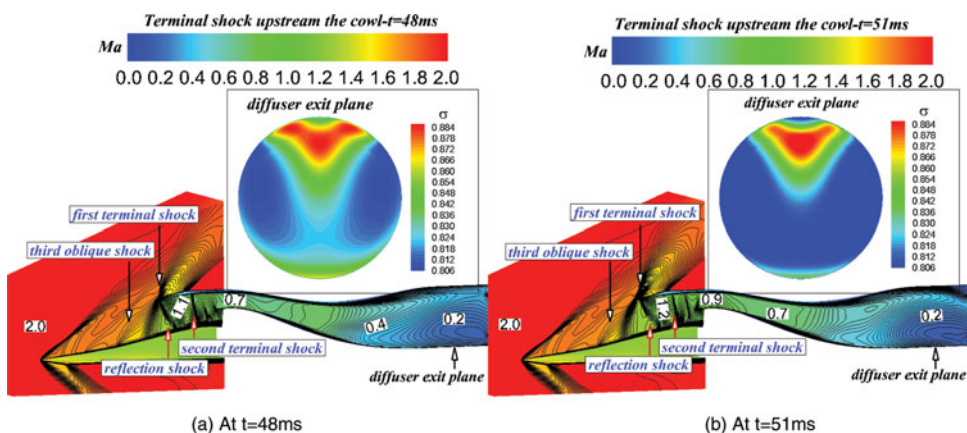 Terminal shock upstream the cowl-t=48ms
Ma
0.0 0.2 0.4 0.6 0.8 1.0 1.2 1.4 1.6 1.8 2.0
diffuser exit plane
σ
0.884
0.878
0.872
0.866
0.860
0.854
0.848
0.842
0.836
0.830
0.824
0.818
0.812
0.806
first terminal shock
third oblique shock
2.0
1.1
0.7
0.4
0.2
second terminal shock
reflection shock
diffuser exit plane
(a) At t=48ms
Terminal shock upstream the cowl-t=51ms
Ma
0.0 0.2 0.4 0.6 0.8 1.0 1.2 1.4 1.6 1.8 2.0
diffuser exit plane
σ
0.884
0.878
0.872
0.866
0.860
0.854
0.848
0.842
0.836
0.830
0.824
0.818
0.812
0.806
first terminal shock
third oblique shock
2.0
1.2
0.9
0.7
0.2
second terminal shock
reflection shock
diffuser exit plane
(b) At t=51ms